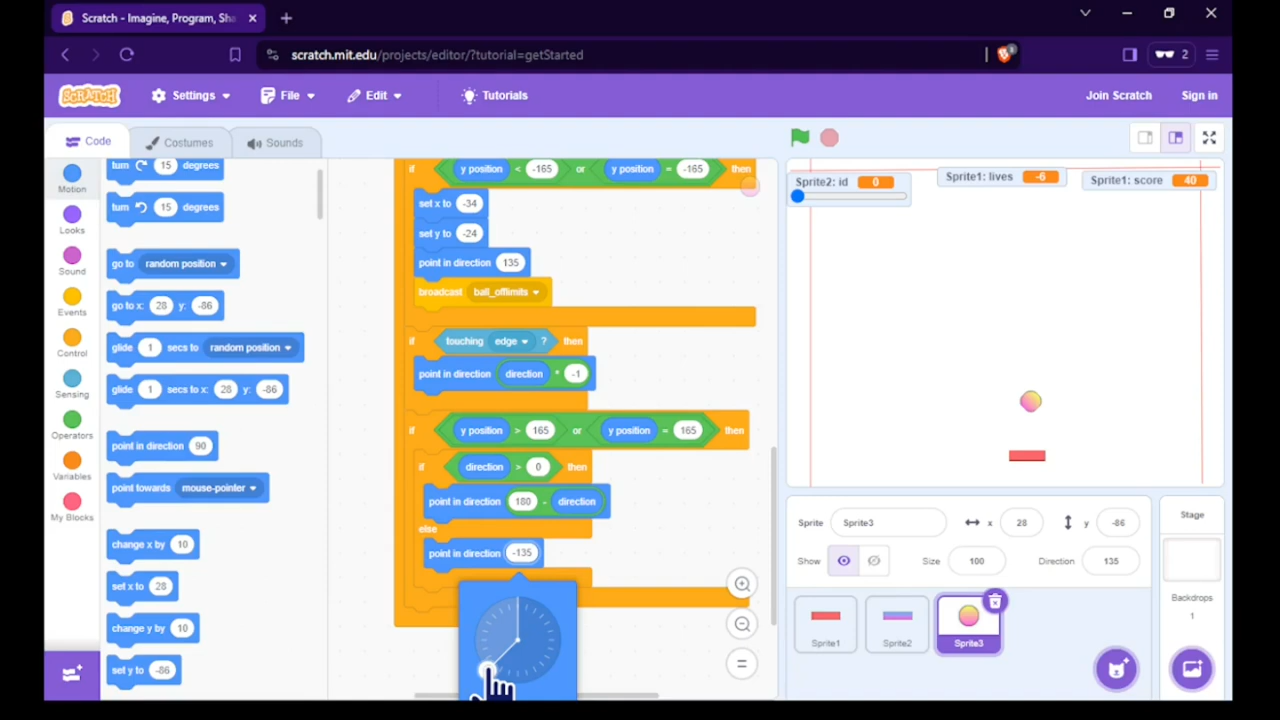 Scratch - Imagine, Program, Sh
scratch.mit.edu/projects/editor/?tutorial=getStarted
2
SCRATCH
Settings
File
Edit
Tutorials
Join Scratch
Sign in
Code
Costumes
Sounds
Motion
Looks
Sound
Events
Control
Sensing
Operators
Variables
My Blocks
turn 15 degrees
turn 15 degrees
go to random position
go to x: 28 y: -86
glide 1 secs to random position
glide 1 secs to x: 28 y: -86
point in direction 90
point towards mouse-pointer
change x by 10
set x to 28
change y by 10
set y to -86
if y position < -165 or y position = -165 then
set x to -34
set y to -24
point in direction 135
broadcast ball_offlimits
if touching edge ? then
point in direction direction * -1
if y position > 165 or y position = 165 then
if direction > 0 then
point in direction 180 - direction
else
point in direction -135
Sprite2: id 0
Sprite1: lives -6
Sprite1: score 40
Sprite Sprite3 x 28 y -86
Show Size 100 Direction 135
Sprite1
Sprite2
Sprite3
Stage
Backdrops
1